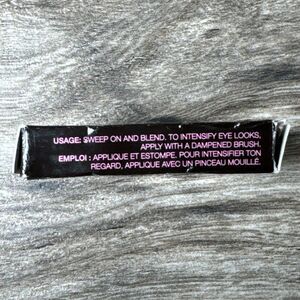 USAGE: SWEEP ON AND BLEND. TO INTENSIFY EYE LOOKS,
APPLY WITH A DAMPENED BRUSH.
EMPLOI : APPLIQUE ET ESTOMPE. POUR INTENSIFIER TON
REGARD, APPLIQUE AVEC UN PINCEAU MOUILLÉ.